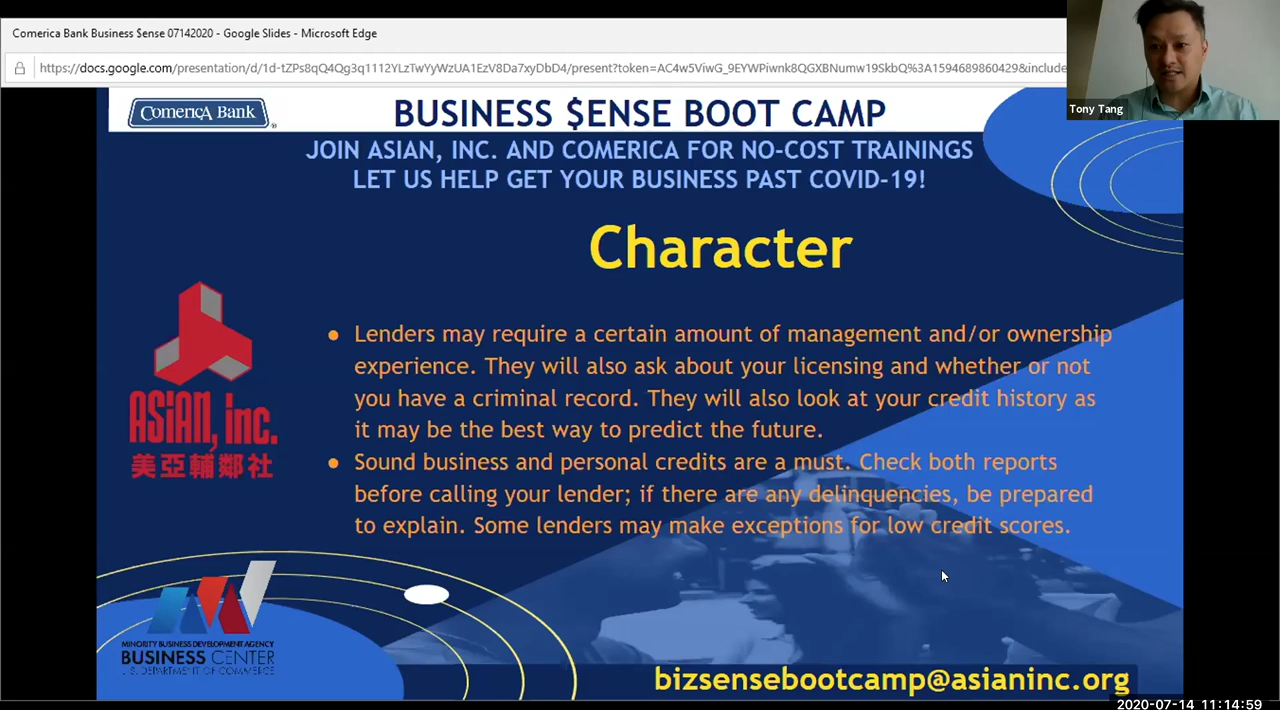 Comerica Bank Business $ense 07142020 - Google Slides - Microsoft Edge
https://docs.google.com/presentation/d/1d-tZPs8qQ4Qg3q1112YLzTwYyWzUA1EzV8Da7xyDbD4/present?token=AC4w5ViwG_9EYWPiwnk8QGXBNumw19SkbQ%3A1594689860429&include
Tony Tang
Comerica Bank
BUSINESS $ENSE BOOT CAMP
JOIN ASIAN, INC. AND COMERICA FOR NO-COST TRAININGS
LET US HELP GET YOUR BUSINESS PAST COVID-19!
Character
ASIAN, inc.
美亞輔鄰社
● Lenders may require a certain amount of management and/or ownership
experience. They will also ask about your licensing and whether or not
you have a criminal record. They will also look at your credit history as
it may be the best way to predict the future.
● Sound business and personal credits are a must. Check both reports
before calling your lender; if there are any delinquencies, be prepared
to explain. Some lenders may make exceptions for low credit scores.
MINORITY BUSINESS DEVELOPMENT AGENCY
BUSINESS CENTER
U.S. DEPARTMENT OF COMMERCE
bizsensebootcamp@asianinc.org
2020-07-14 11:14:59